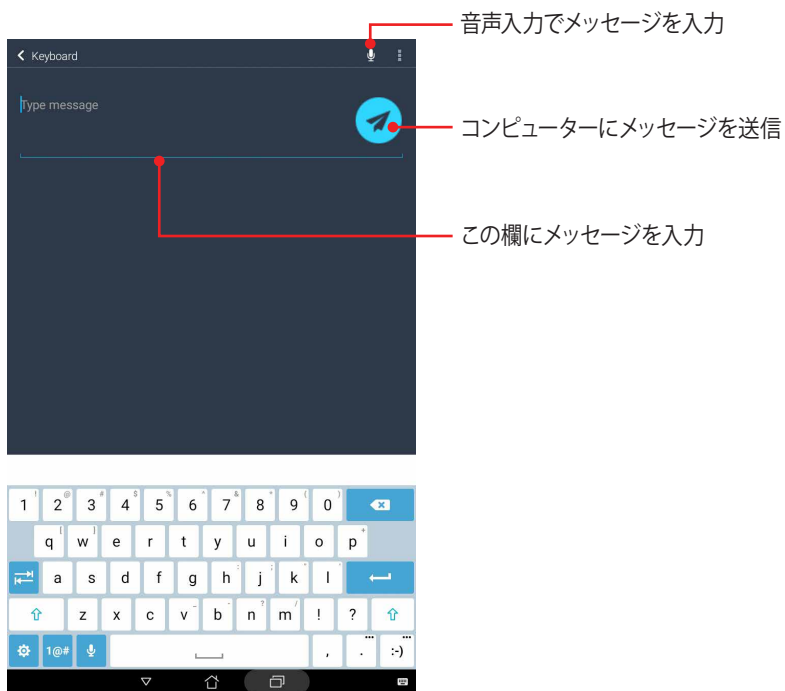 音声入力でメッセージを入力
Keyboard
Type message
コンピューターにメッセージを送信
この欄にメッセージを入力
1 ! 2 @ 3 # 4 $ 5 % 6 ^ 7 & 8 * 9 ( 0 )
q [ w ] e r t y u i o p +
a s d f g h : j ; k " l '
z x c v _ b - n ? m / ! ?
1@# , . ... :-) ...